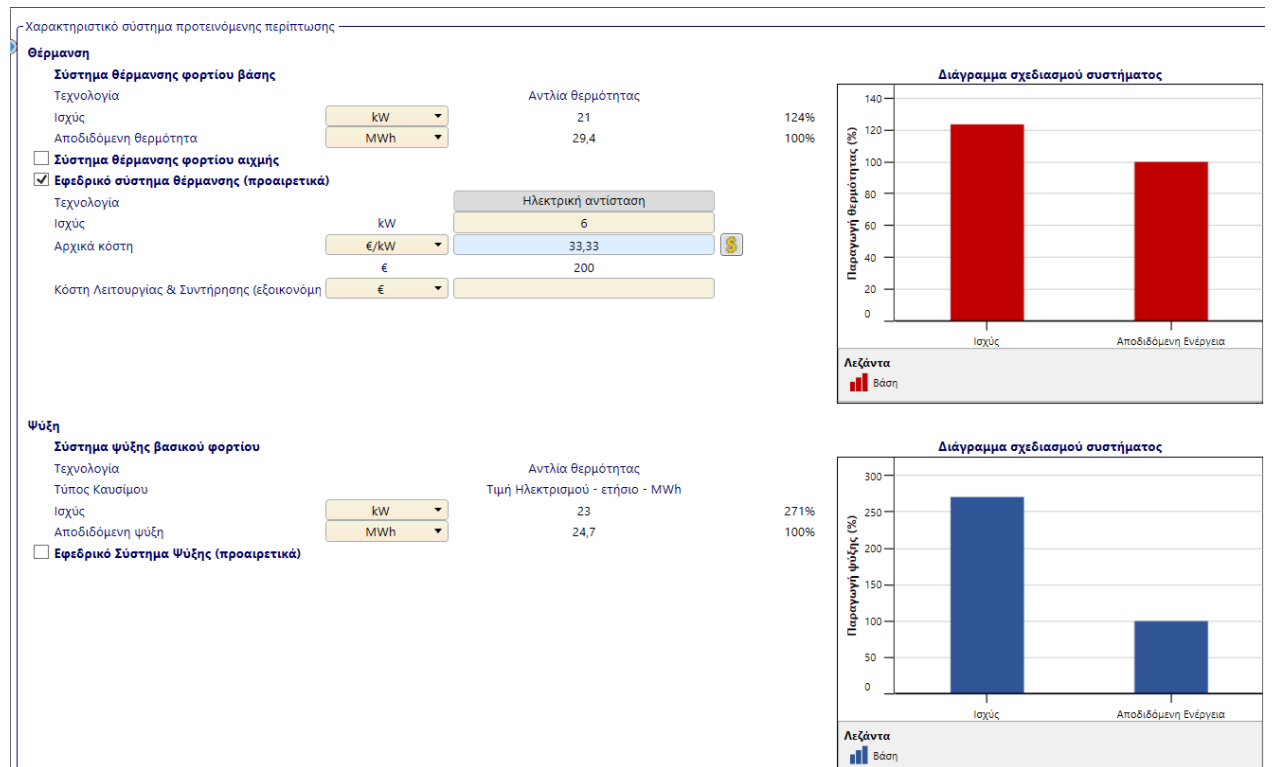 Χαρακτηριστικό σύστημα προτεινόμενης περίπτωσης
Θέρμανση
Σύστημα θέρμανσης φορτίου βάσης
Τεχνολογία Αντλία θερμότητας
Ισχύς kW 21 124%
Αποδιδόμενη θερμότητα MWh 29,4 100%
Σύστημα θέρμανσης φορτίου αιχμής
Εφεδρικό σύστημα θέρμανσης (προαιρετικά)
Τεχνολογία Ηλεκτρική αντίσταση
Ισχύς kW 6
Αρχικά κόστη €/kW 33,33 $
€ 200
Κόστη Λειτουργίας & Συντήρησης (εξοικονόμη €
Διάγραμμα σχεδιασμού συστήματος
Παραγωγή θερμότητας (%)
140
120
100
80
60
40
20
0
Ισχύς Αποδιδόμενη Ενέργεια
Λεζάντα
Βάση
Ψύξη
Σύστημα ψύξης βασικού φορτίου
Τεχνολογία Αντλία θερμότητας
Τύπος Καυσίμου Τιμή Ηλεκτρισμού - ετήσιο - MWh
Ισχύς kW 23 271%
Αποδιδόμενη ψύξη MWh 24,7 100%
Εφεδρικό Σύστημα Ψύξης (προαιρετικά)
Διάγραμμα σχεδιασμού συστήματος
Παραγωγή ψύξης (%)
300
250
200
150
100
50
0
Ισχύς Αποδιδόμενη Ενέργεια
Λεζάντα
Βάση